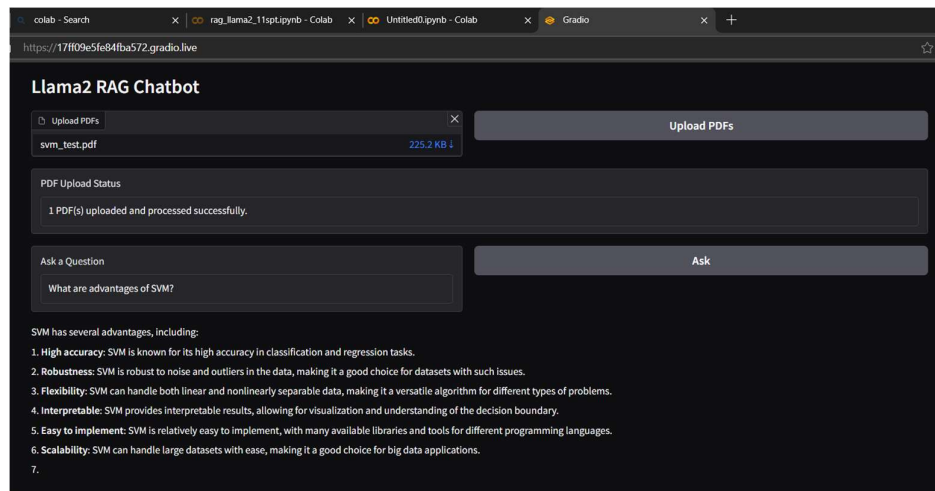 colab - Search
rag_llama2_11spt.ipynb - Colab
Untitled0.ipynb - Colab
Gradio
https://17ff09e5fe84fba572.gradio.live
Llama2 RAG Chatbot
Upload PDFs
svm_test.pdf 225.2 KB ↓
Upload PDFs
PDF Upload Status
1 PDF(s) uploaded and processed successfully.
Ask a Question
What are advantages of SVM?
Ask
SVM has several advantages, including:
1. High accuracy: SVM is known for its high accuracy in classification and regression tasks.
2. Robustness: SVM is robust to noise and outliers in the data, making it a good choice for datasets with such issues.
3. Flexibility: SVM can handle both linear and nonlinearly separable data, making it a versatile algorithm for different types of problems.
4. Interpretable: SVM provides interpretable results, allowing for visualization and understanding of the decision boundary.
5. Easy to implement: SVM is relatively easy to implement, with many available libraries and tools for different programming languages.
6. Scalability: SVM can handle large datasets with ease, making it a good choice for big data applications.
7.